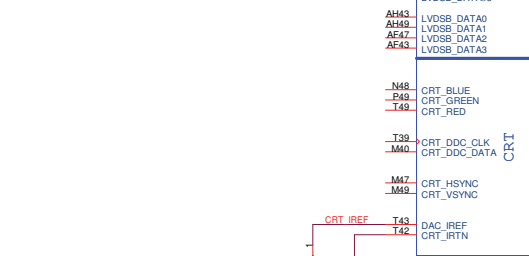 AH43 LVDSB_DATA0
AH49 LVDSB_DATA1
AF47 LVDSB_DATA2
AF43 LVDSB_DATA3
N48 CRT_BLUE
P49 CRT_GREEN
T49 CRT_RED
T39 CRT_DDC_CLK
M40 CRT_DDC_DATA
CRT
M47 CRT_HSYNC
M49 CRT_VSYNC
CRT_IREF T43 DAC_IREF
T42 CRT_IRTN
1